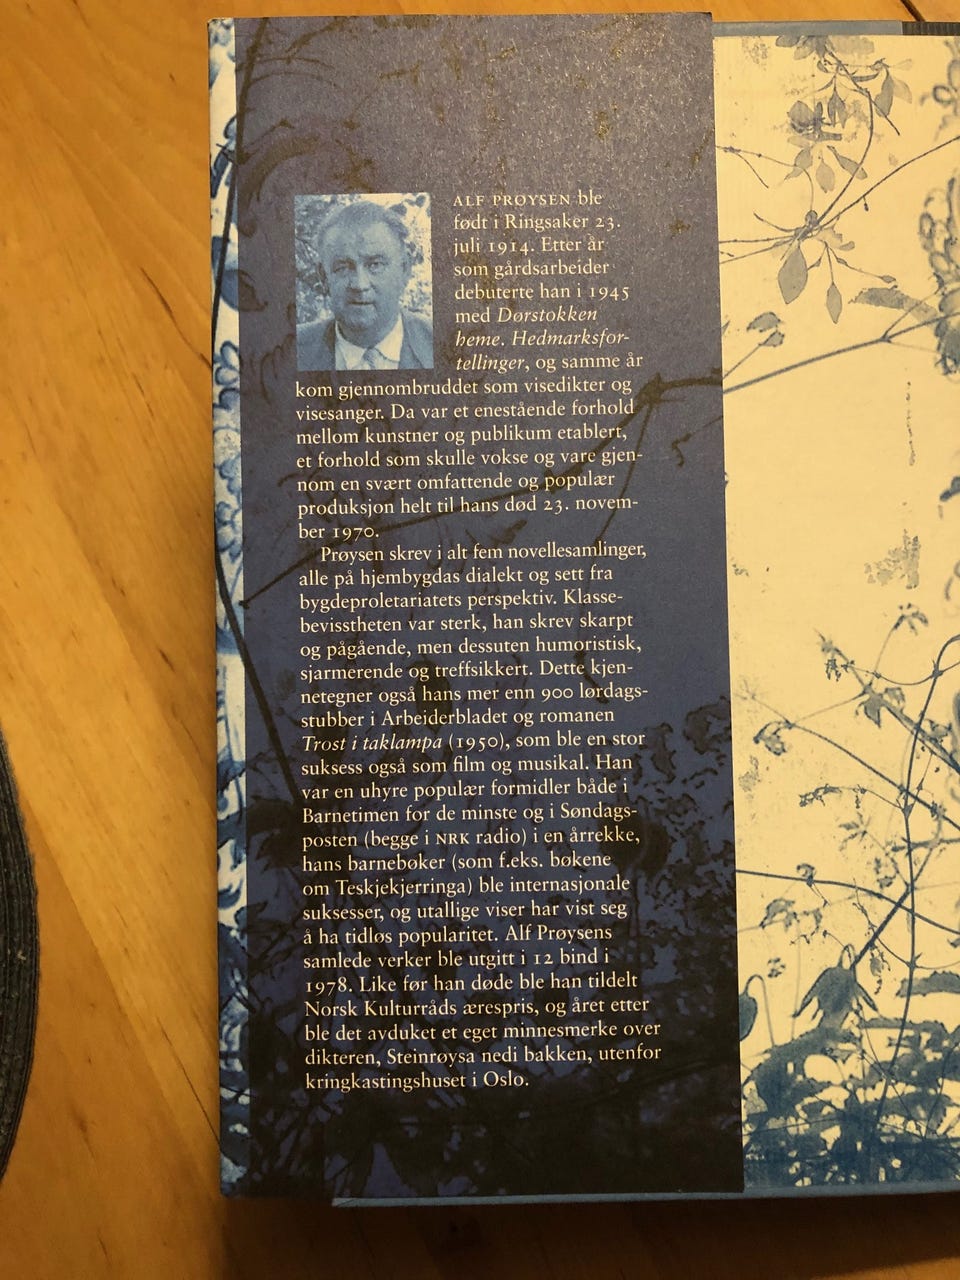 ALF PRØYSEN ble
født i Ringsaker 23.
juli 1914. Etter år
som gårdsarbeider
debuterte han i 1945
med Dørstokken
heme. Hedmarksfor-
tellinger, og samme år
kom gjennombruddet som visedikter og
visesanger. Da var et enestående forhold
mellom kunstner og publikum etablert,
et forhold som skulle vokse og vare gjen-
nom en svært omfattende og populær
produksjon helt til hans død 23. novem-
ber 1970.
Prøysen skrev i alt fem novellesamlinger,
alle på hjembygdas dialekt og sett fra
bygdeproletariatets perspektiv. Klasse-
bevisstheten var sterk, han skrev skarpt
og pågående, men dessuten humoristisk,
sjarmerende og treffsikkert. Dette kjen-
netegner også hans mer enn 900 lørdags-
stubber i Arbeiderbladet og romanen
Trost i taklampa (1950), som ble en stor
suksess også som film og musikal. Han
var en uhyre populær formidler både i
Barnetimen for de minste og i Søndags-
posten (begge i NRK radio) i en årrekke,
hans barnebøker (som f.eks. bøkene
om Teskjekjerringa) ble internasjonale
suksesser, og utallige viser har vist seg
å ha tidløs popularitet. Alf Prøysens
samlede verker ble utgitt i 12 bind i
1978. Like før han døde ble han tildelt
Norsk Kulturråds ærespris, og året etter
ble det avduket et eget minnesmerke over
dikteren, Steinrøysa nedi bakken, utenfor
kringkastingshuset i Oslo.